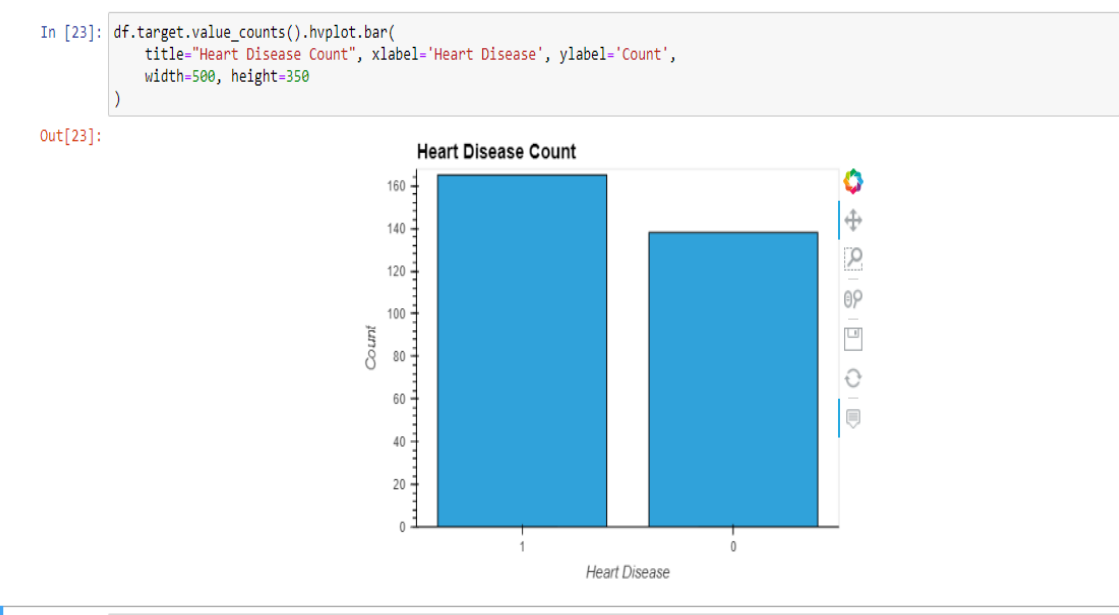 In [23]: df.target.value_counts().hvplot.bar(
title="Heart Disease Count", xlabel='Heart Disease', ylabel='Count',
width=500, height=350
)
Out[23]:
Heart Disease Count
160
140
120
100
80
60
40
20
0
Count
1 0
Heart Disease